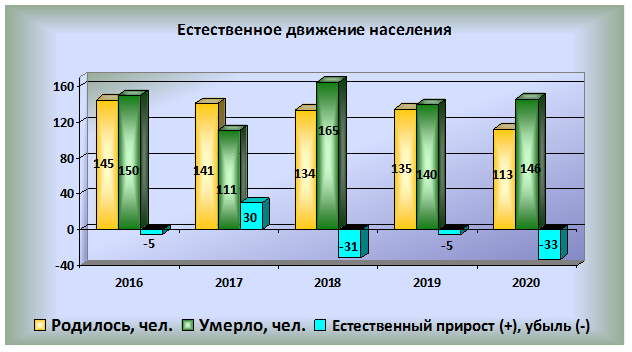 Естественное движение населения
160
120
80
40
0
-40
145 150 -5
141 111 30
134 165 -31
135 140 -5
113 146 -33
2016 2017 2018 2019 2020
Родилось, чел. Умерло, чел. Естественный прирост (+), убыль (-)